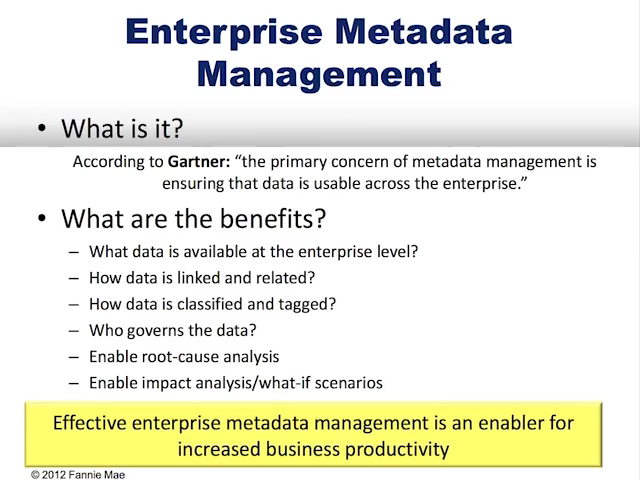 Enterprise Metadata
Management
• What is it?
According to Gartner: “the primary concern of metadata management is
ensuring that data is usable across the enterprise.”
• What are the benefits?
– What data is available at the enterprise level?
– How data is linked and related?
– How data is classified and tagged?
– Who governs the data?
– Enable root-cause analysis
– Enable impact analysis/what-if scenarios
Effective enterprise metadata management is an enabler for
increased business productivity
© 2012 Fannie Mae